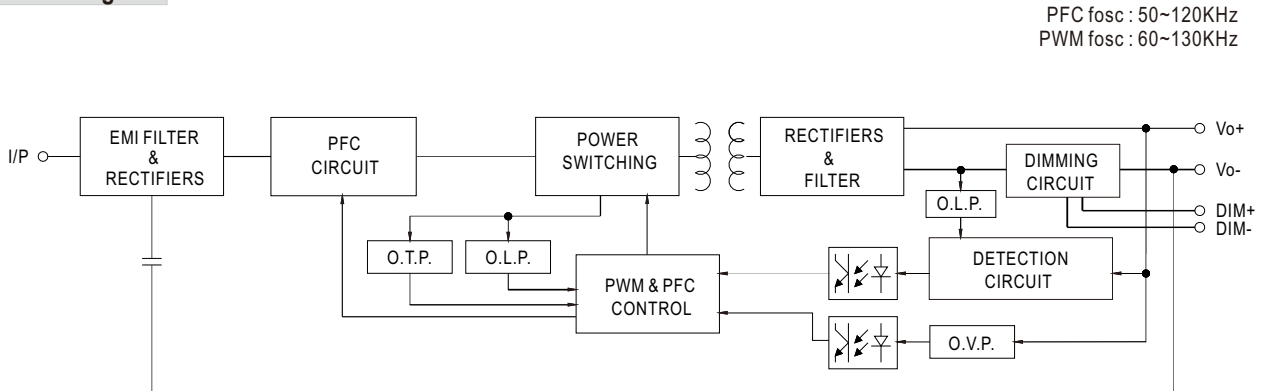 PFC fosc : 50~120KHz
PWM fosc : 60~130KHz
EMI FILTER
&
RECTIFIERS
PFC
CIRCUIT
POWER
SWITCHING
RECTIFIERS
&
FILTER
DIMMING
CIRCUIT
I/P
Vo+
Vo-
DIM+
DIM-
O.L.P.
O.T.P.
O.L.P.
PWM & PFC
CONTROL
DETECTION
CIRCUIT
O.V.P.